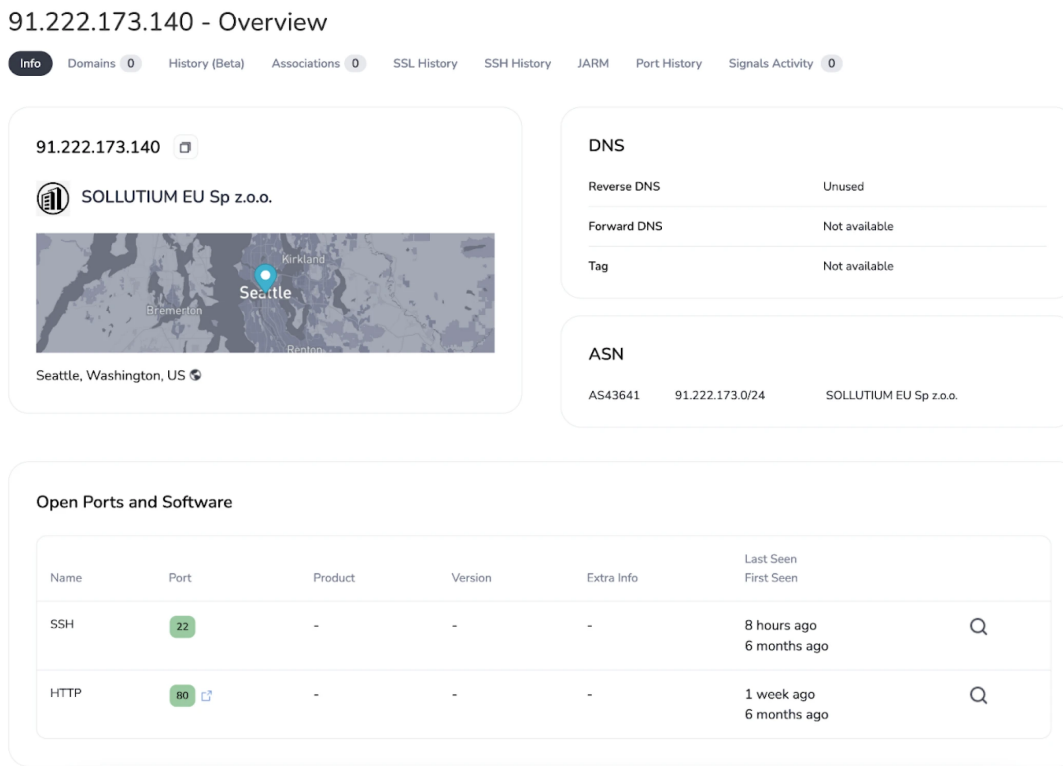 91.222.173.140 - Overview
Info Domains 0 History (Beta) Associations 0 SSL History SSH History JARM Port History Signals Activity 0
91.222.173.140
SOLLUTIUM EU Sp z.o.o.
Kirkland
Seattle
Bremerton
Renton
Seattle, Washington, US
DNS
Reverse DNS Unused
Forward DNS Not available
Tag Not available
ASN
AS43641 91.222.173.0/24 SOLLUTIUM EU Sp z.o.o.
Open Ports and Software
Last Seen
Name Port Product Version Extra Info First Seen
SSH 22 - - - 8 hours ago
6 months ago
HTTP 80 - - - 1 week ago
6 months ago